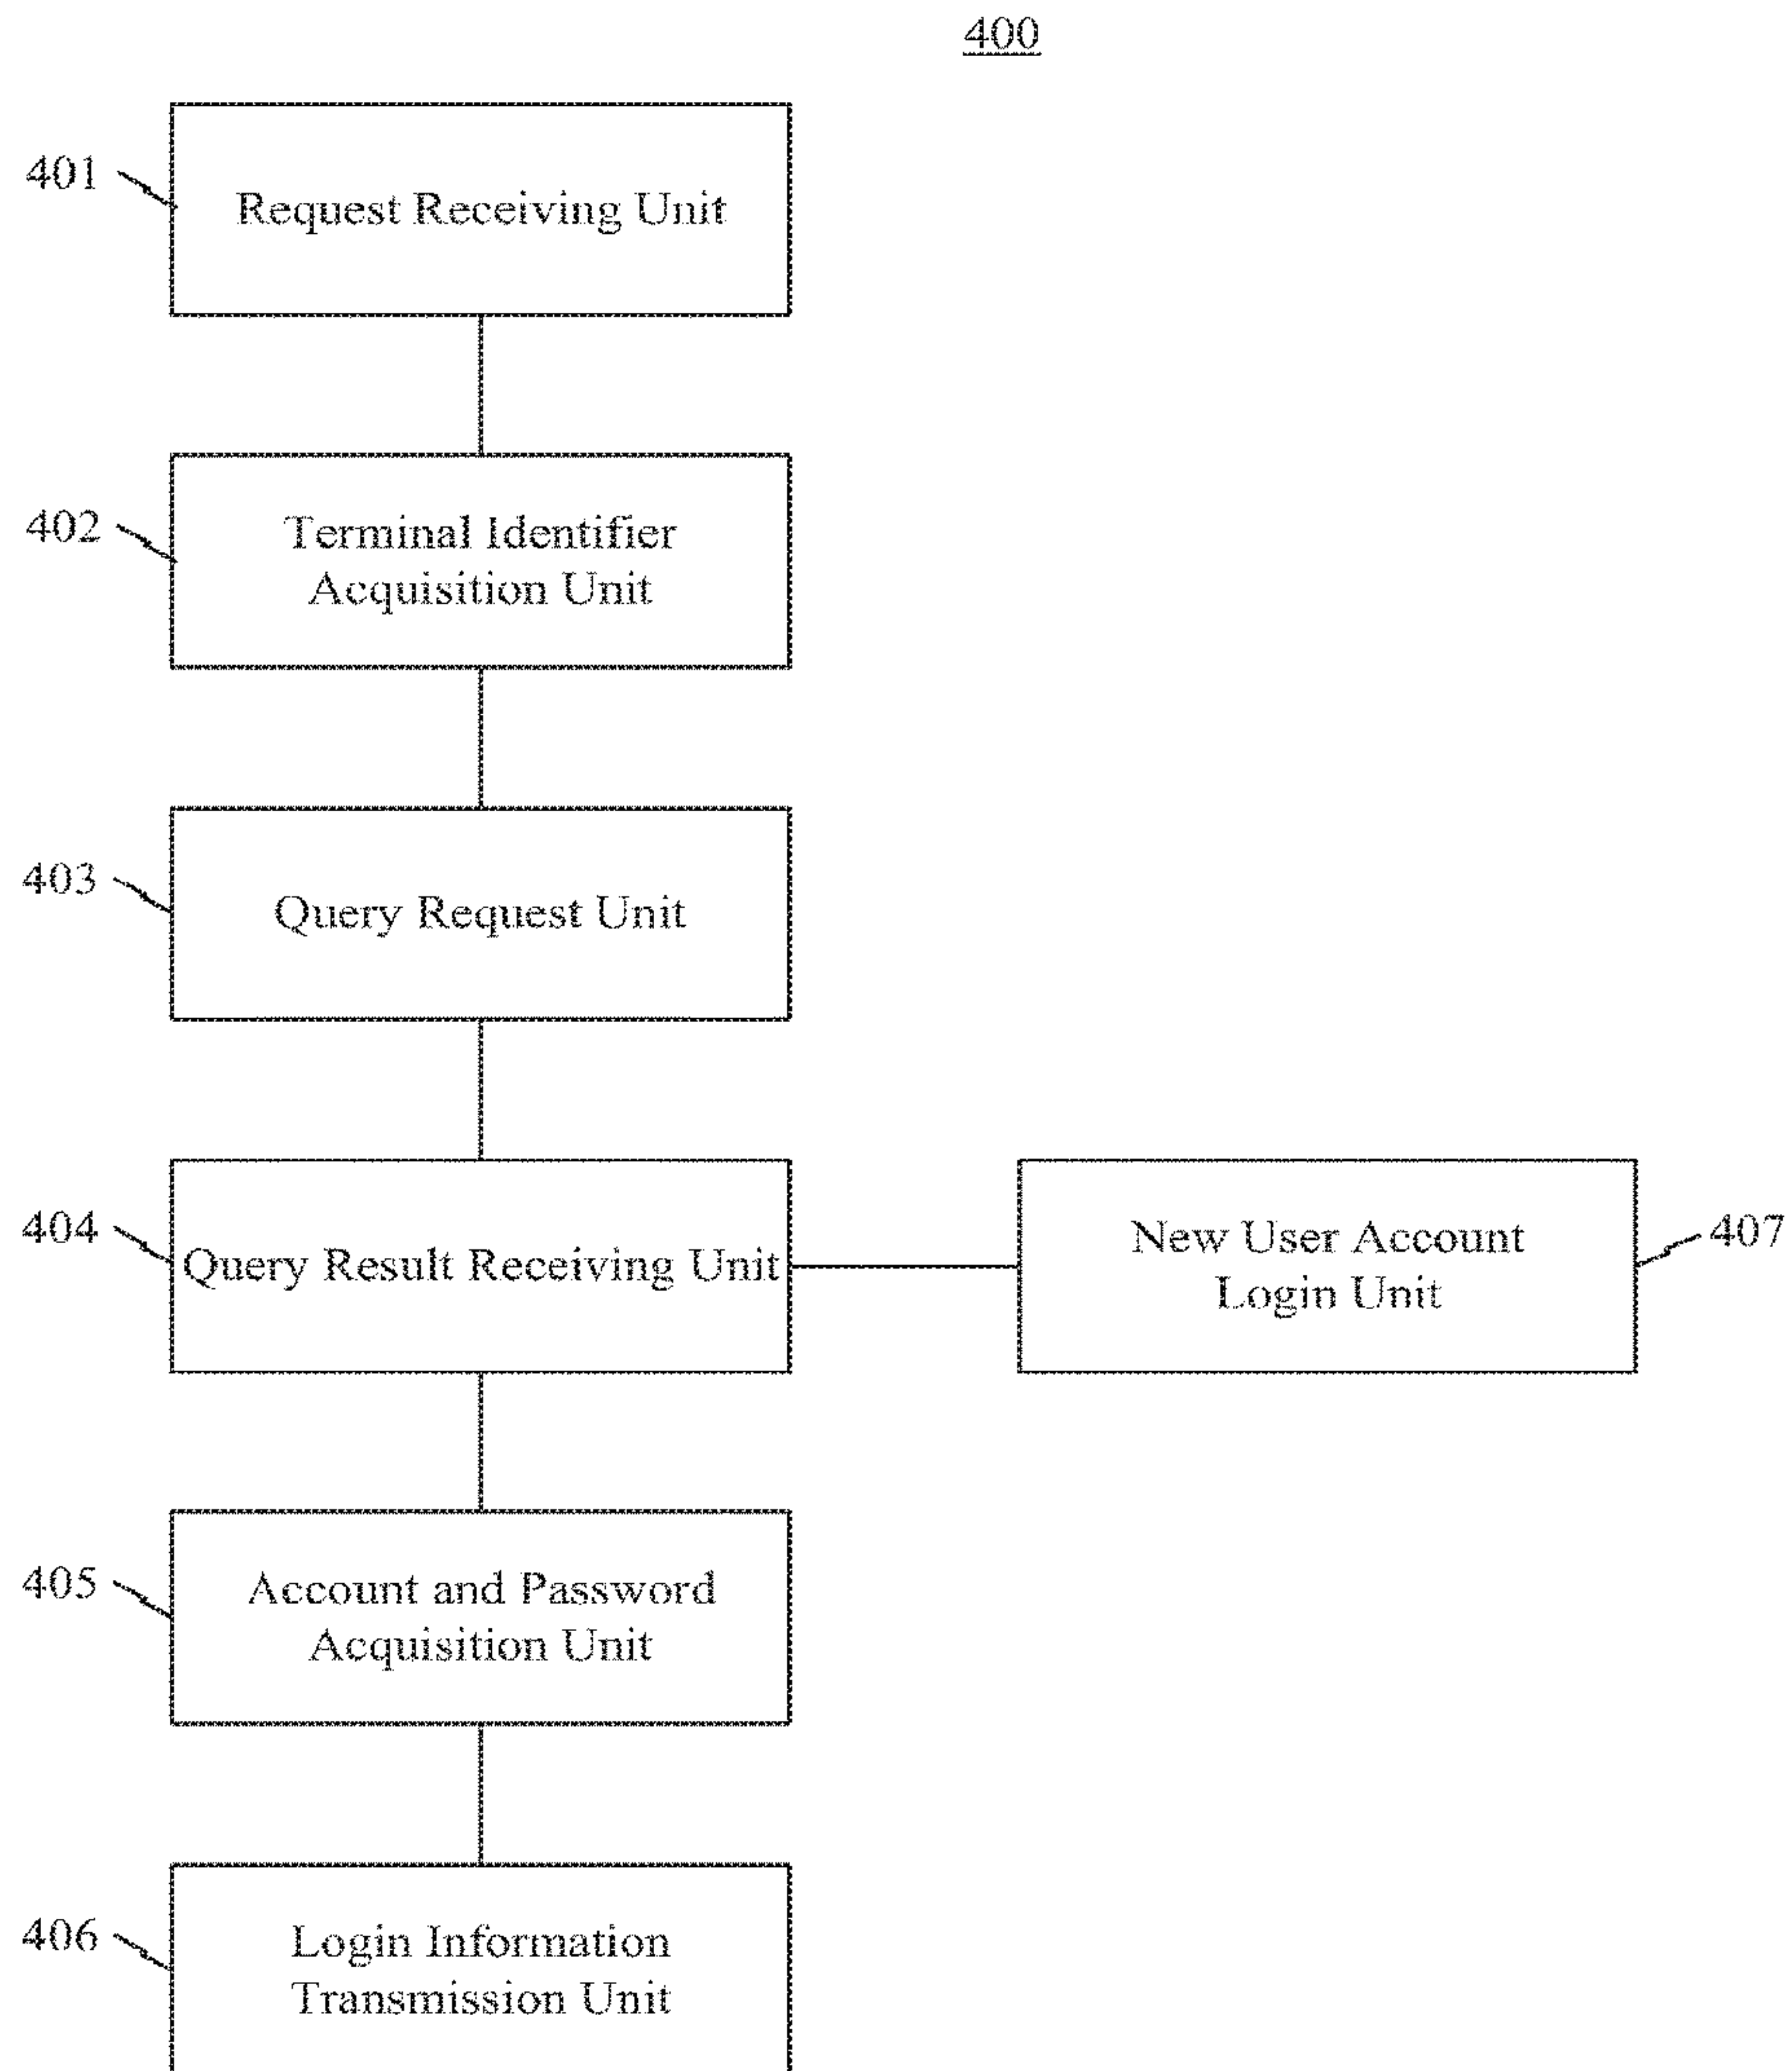 400
401
Request Receiving Unit
402
Terminal Identifier
Acquisition Unit
403
Query Request Unit
404
Query Result Receiving Unit
New User Account
Login Unit
407
405
Account and Password
Acquisition Unit
406
Login Information
Transmission Unit